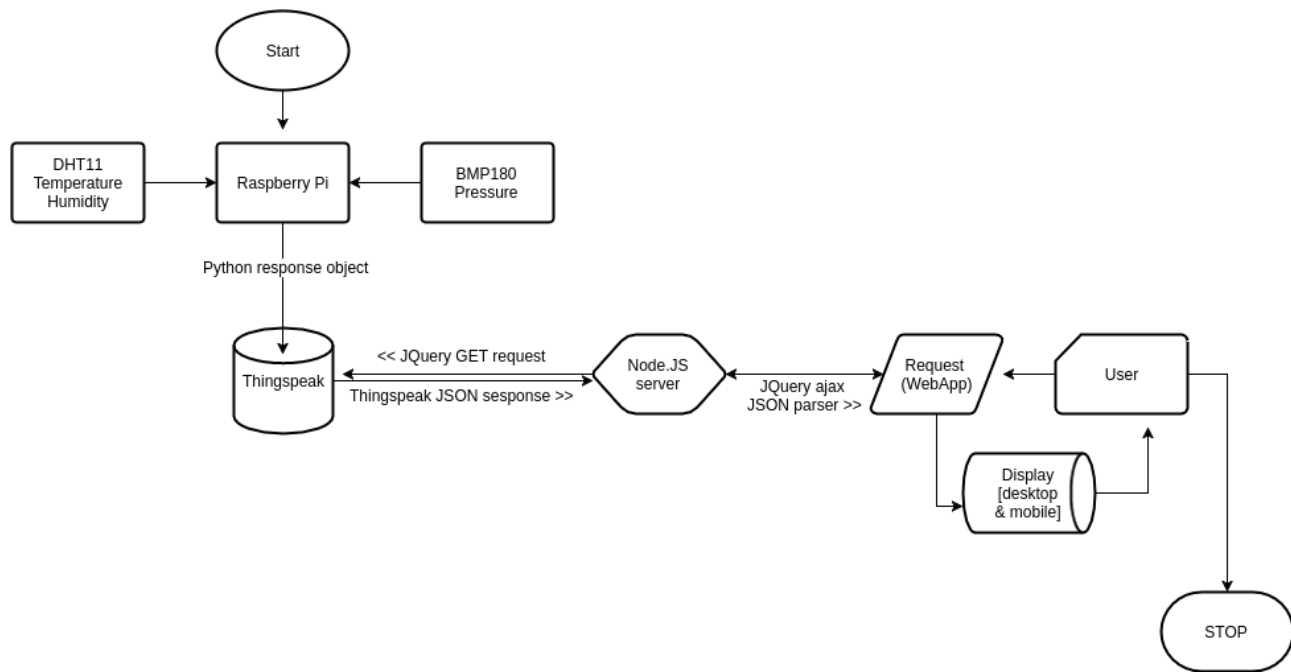 Start
DHT11
Temperature
Humidity
Raspberry Pi
BMP180
Pressure
Python response object
Thingspeak
<< JQuery GET request
Thingspeak JSON sesponse >>
Node.JS
server
JQuery ajax
JSON parser >>
Request
(WebApp)
User
Display
[desktop
& mobile]
STOP